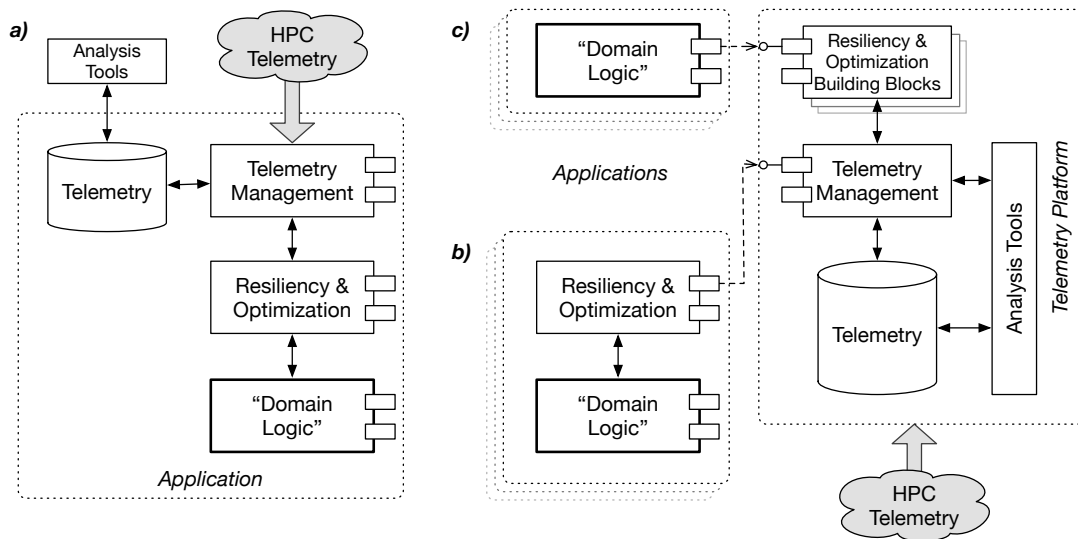 a)
Analysis
Tools
HPC
Telemetry
Telemetry
Telemetry
Management
Resiliency &
Optimization
“Domain
Logic”
Application
c)
“Domain
Logic”
Applications
b)
Resiliency &
Optimization
“Domain
Logic”
Resiliency &
Optimization
Building Blocks
Telemetry
Management
Telemetry
Analysis Tools
Telemetry Platform
HPC
Telemetry